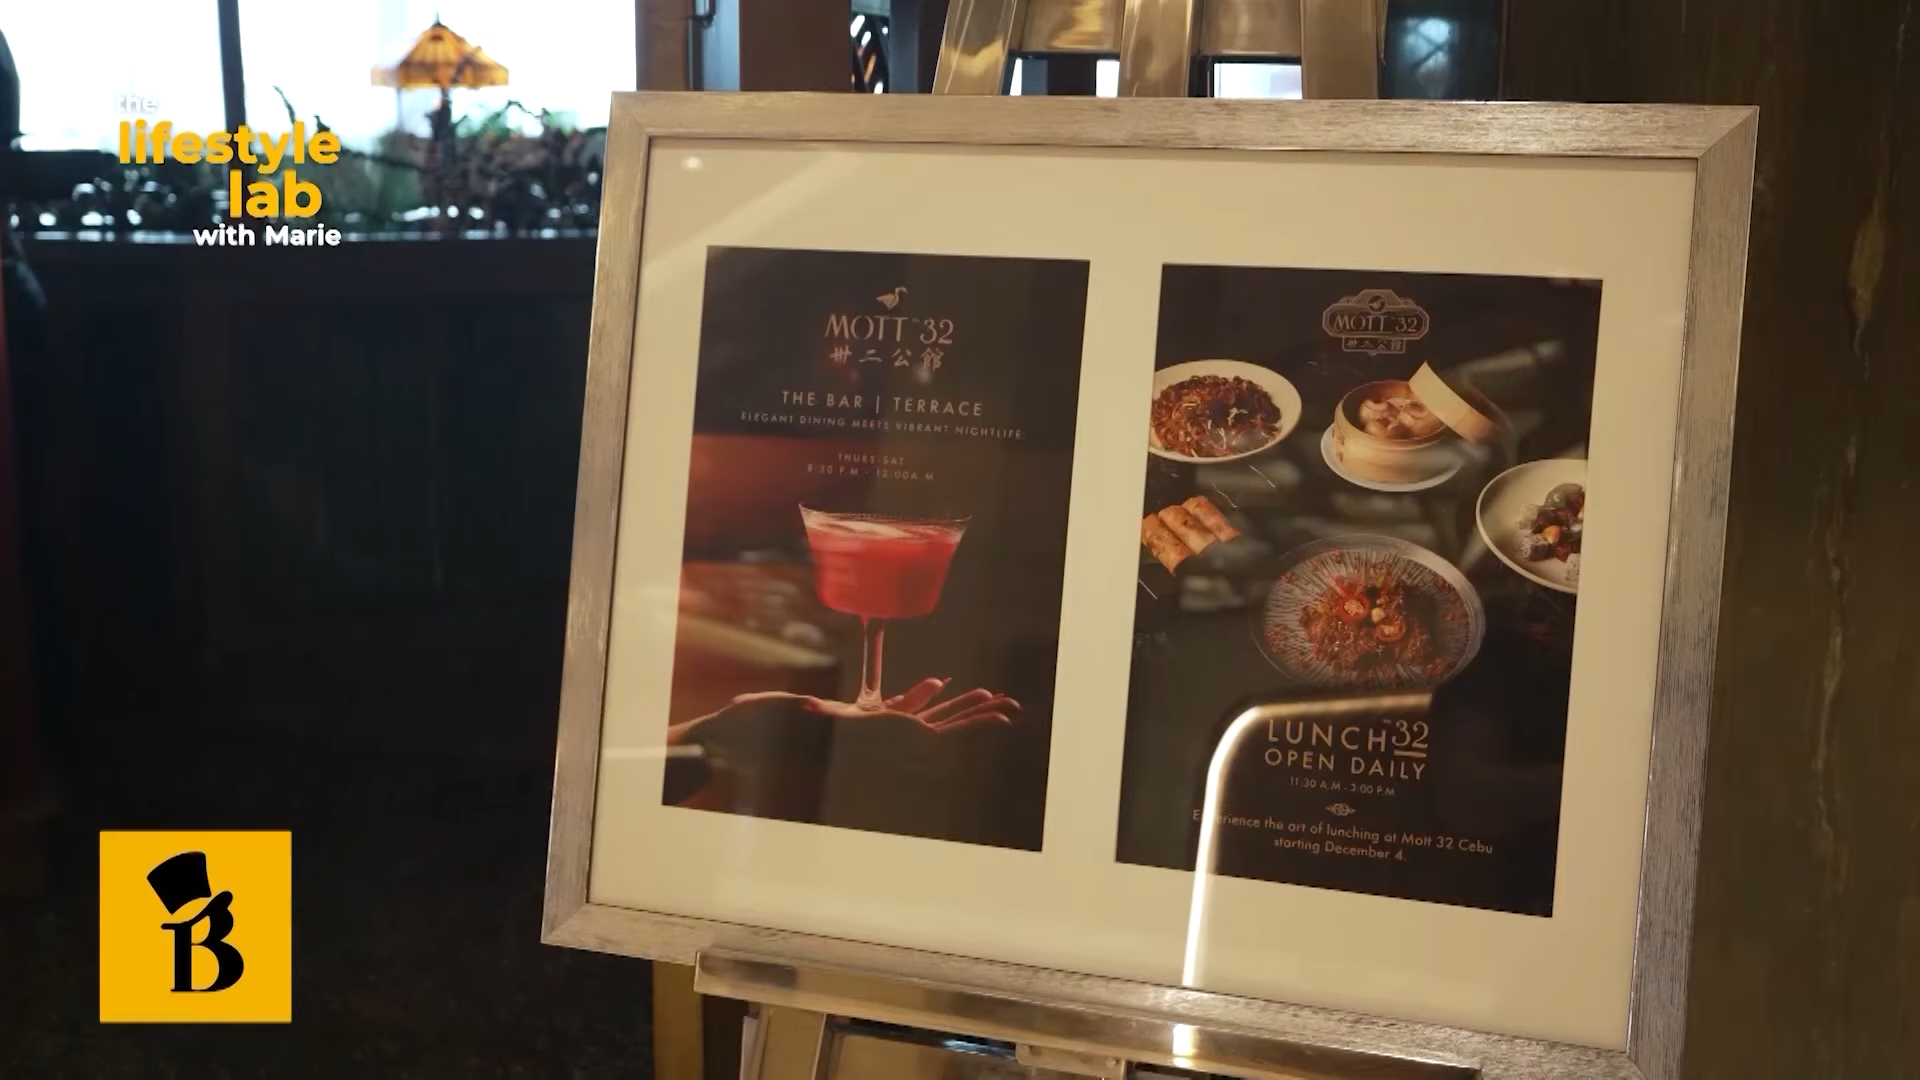 the
lifestyle
lab
with Marie
MOTT 32
卅二公館
THE BAR | TERRACE
ELEGANT DINING MEETS VIBRANT NIGHTLIFE.
THURS-SAT
8:30 P.M - 12:00A.M
MOTT 32
卅二公館
LUNCH 32
OPEN DAILY
11:30 A.M - 3:00 P.M
Experience the art of lunching at Mott 32 Cebu
starting December 4.
B